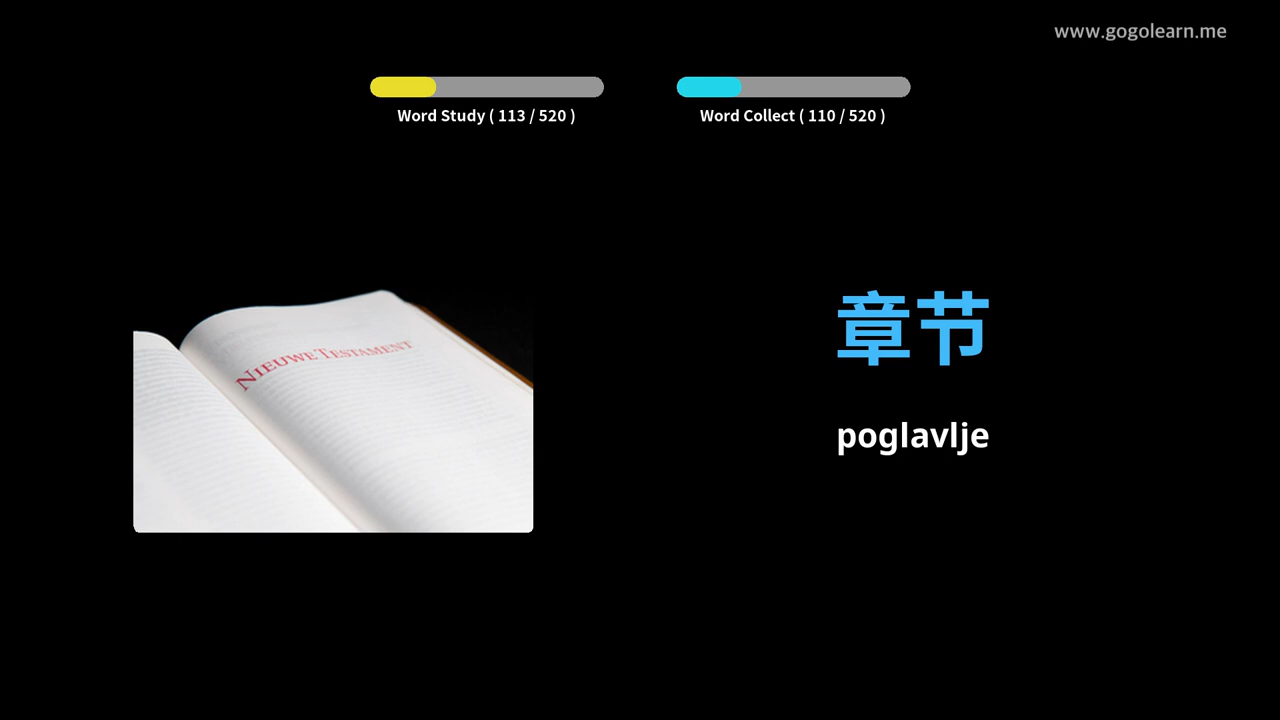 www.gogolearn.me
Word Study ( 113 / 520 )
Word Collect ( 110 / 520 )
NIEUWE TESTAMENT
章节
poglavlje